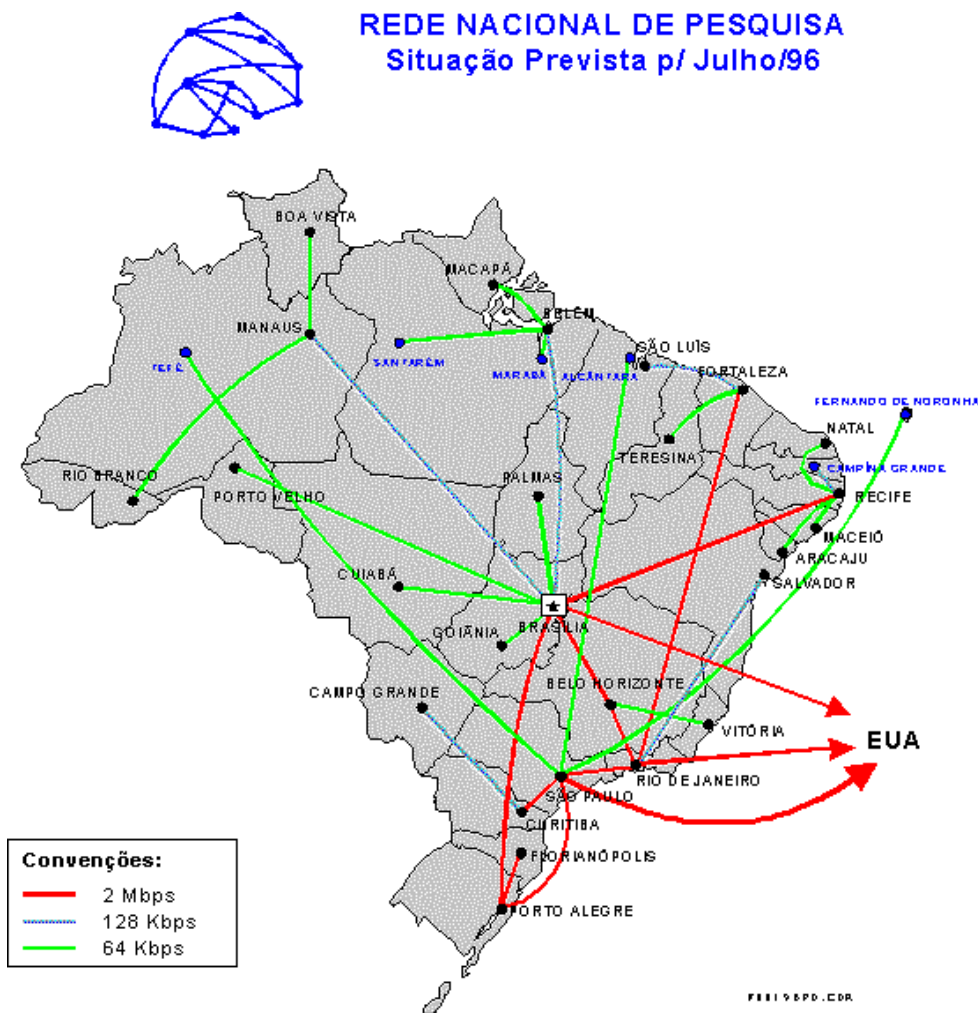 REDE NACIONAL DE PESQUISA
Situação Prevista p/ Julho/96
BOA VISTA
MACAPÁ
BELÉM
MANAUS
SANTARÉM
MARABÁ
ALCÂNTARA
SÃO LUÍS
TEFÉ
FORTALEZA
FERNANDO DE NORONHA
NATAL
CAMPINA GRANDE
TERESINA
RIO BRANCO
PORTO VELHO
PALMAS
RECIFE
MACEIÓ
ARACAJU
SALVADOR
CUIABÁ
BRASÍLIA
GOIÂNIA
CAMPO GRANDE
BELO HORIZONTE
VITÓRIA
EUA
RIO DE JANEIRO
SÃO PAULO
CURITIBA
FLORIANÓPOLIS
PORTO ALEGRE
Convenções:
2 Mbps
128 Kbps
64 Kbps